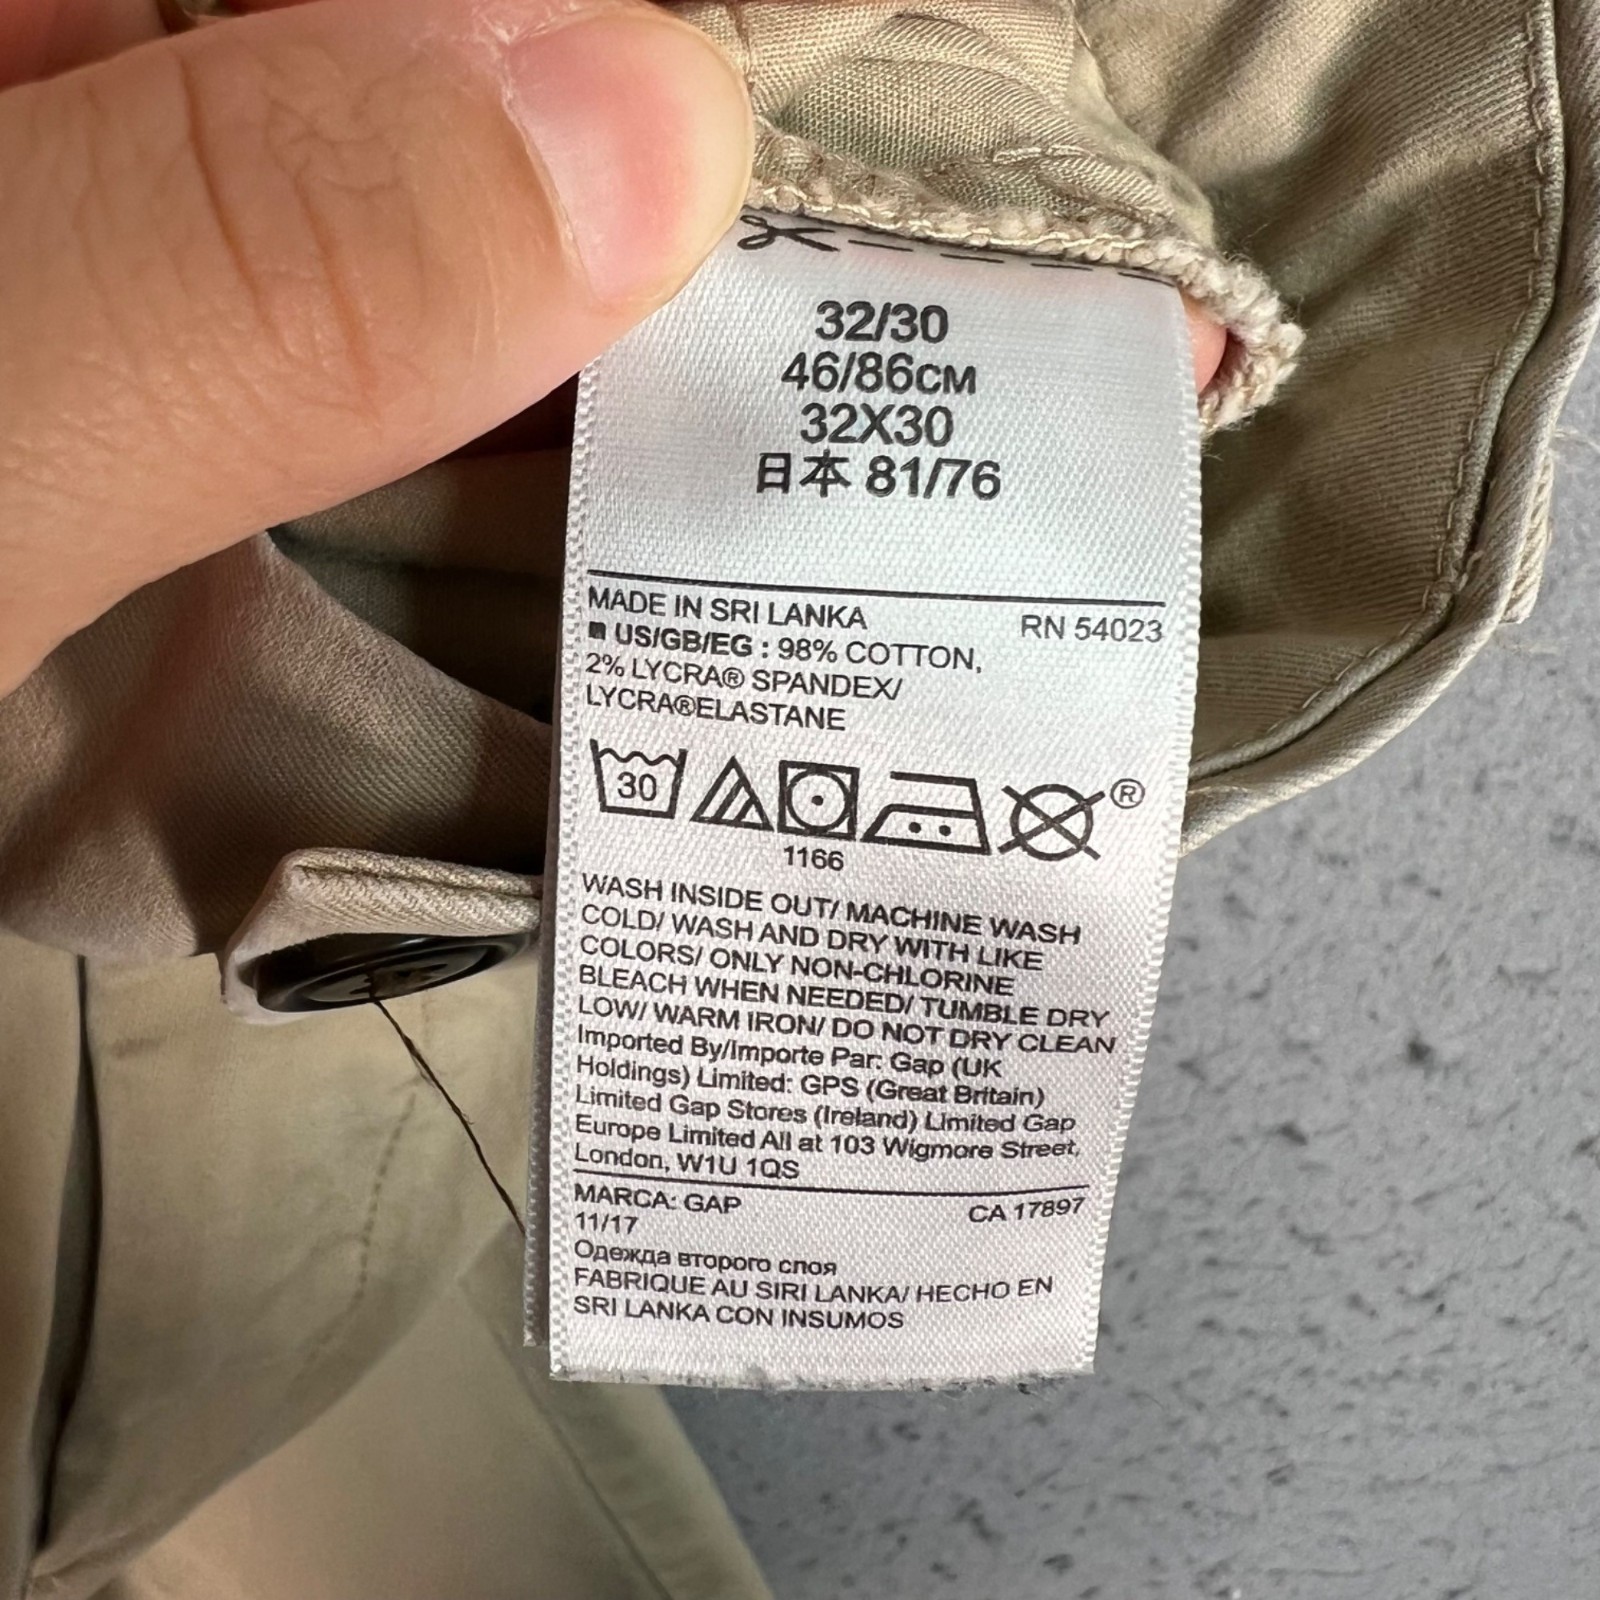 32/30
46/86CM
32X30
日本 81/76
MADE IN SRI LANKA RN 54023
US/GB/EG : 98% COTTON,
2% LYCRA® SPANDEX/
LYCRA®ELASTANE
30 ®
1166
WASH INSIDE OUT/ MACHINE WASH
COLD/ WASH AND DRY WITH LIKE
COLORS/ ONLY NON-CHLORINE
BLEACH WHEN NEEDED/ TUMBLE DRY
LOW/ WARM IRON/ DO NOT DRY CLEAN
Imported By/Importe Par: Gap (UK
Holdings) Limited: GPS (Great Britain)
Limited Gap Stores (Ireland) Limited Gap
Europe Limited All at 103 Wigmore Street,
London, W1U 1QS
MARCA: GAP CA 17897
11/17
Одежда второго слоя
FABRIQUE AU SIRI LANKA/ HECHO EN
SRI LANKA CON INSUMOS